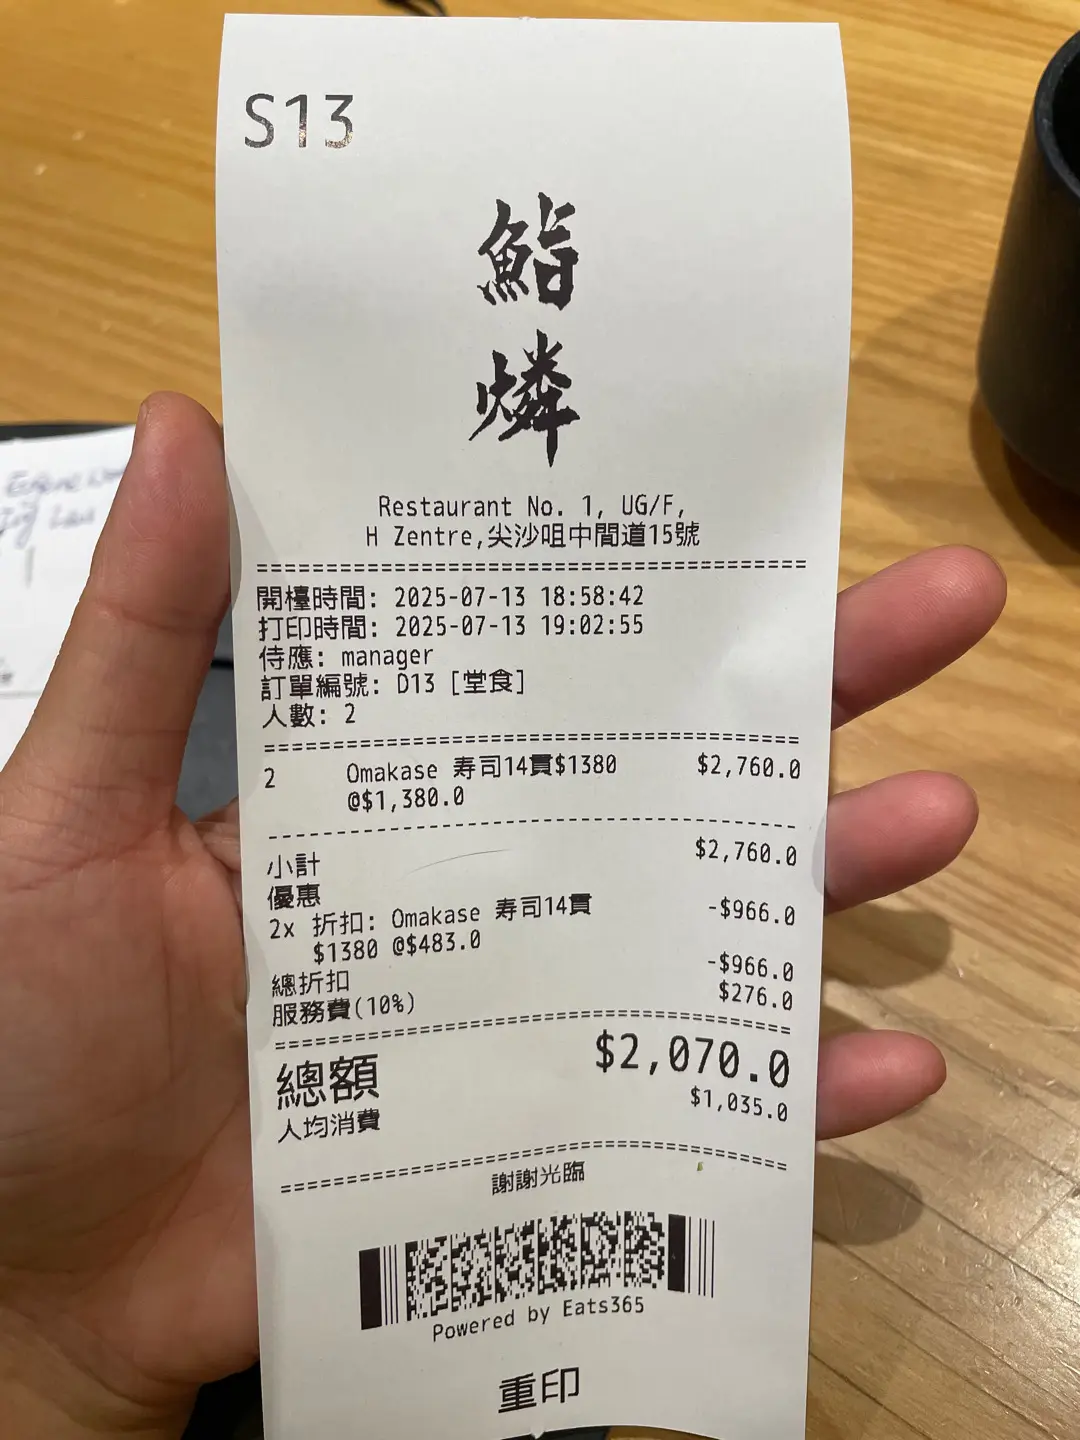 S13
鮨
燐
Restaurant No. 1, UG/F,
H Zentre,尖沙咀中間道15號
開檯時間: 2025-07-13 18:58:42
打印時間: 2025-07-13 19:02:55
侍應: manager
訂單編號: D13 [堂食]
人數: 2
2 Omakase 寿司14貫$1380 $2,760.0
@$1,380.0
小計 $2,760.0
優惠
2x 折扣: Omakase 寿司14貫 -$966.0
$1380 @$483.0
總折扣 -$966.0
服務費(10%) $276.0
總額 $2,070.0
人均消費 $1,035.0
謝謝光臨
Powered by Eats365
重印